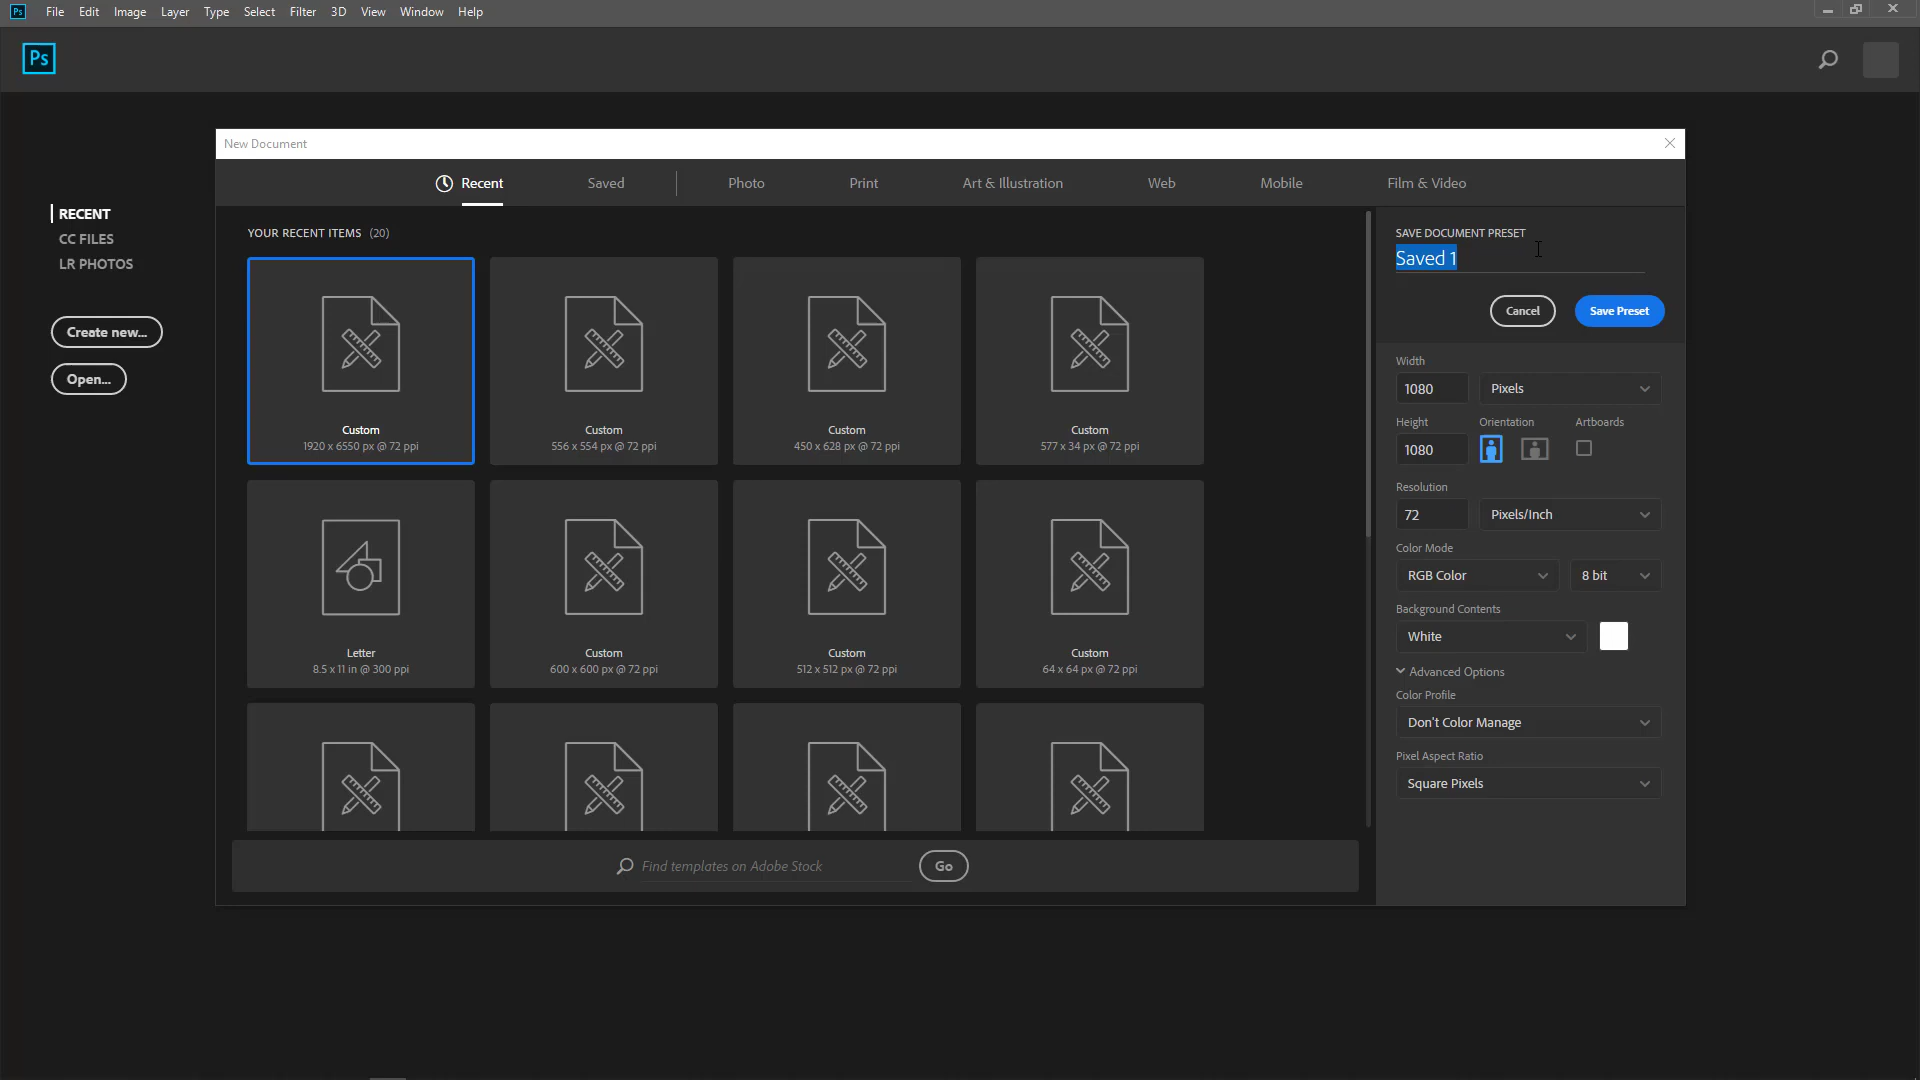 Ps File Edit Image Layer Type Select Filter 3D View Window Help
Ps
New Document
Recent Saved Photo Print Art & Illustration Web Mobile Film & Video
RECENT
CC FILES
LR PHOTOS
Create new...
Open...
YOUR RECENT ITEMS (20)
Custom
1920 x 6550 px @ 72 ppi
Custom
556 x 554 px @ 72 ppi
Custom
450 x 628 px @ 72 ppi
Custom
577 x 34 px @ 72 ppi
Letter
8.5 x 11 in @ 300 ppi
Custom
600 x 600 px @ 72 ppi
Custom
512 x 512 px @ 72 ppi
Custom
64 x 64 px @ 72 ppi
Find templates on Adobe Stock Go
SAVE DOCUMENT PRESET
Saved 1
Cancel Save Preset
Width
1080 Pixels
Height Orientation Artboards
1080
Resolution
72 Pixels/Inch
Color Mode
RGB Color 8 bit
Background Contents
White
Advanced Options
Color Profile
Don't Color Manage
Pixel Aspect Ratio
Square Pixels